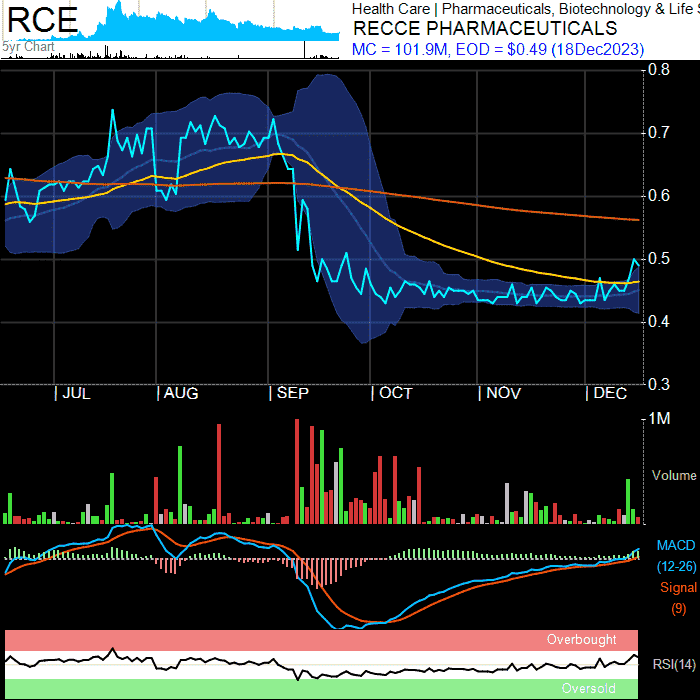 RCE
5yr Chart
Health Care | Pharmaceuticals, Biotechnology & Life S
RECCE PHARMACEUTICALS
MC = 101.9M, EOD = $0.49 (18Dec2023)
0.8
0.7
0.6
0.5
0.4
0.3
JUL
AUG
SEP
OCT
NOV
DEC
1M
Volume
MACD
(12-26)
Signal
(9)
Overbought
RSI(14)
Oversold